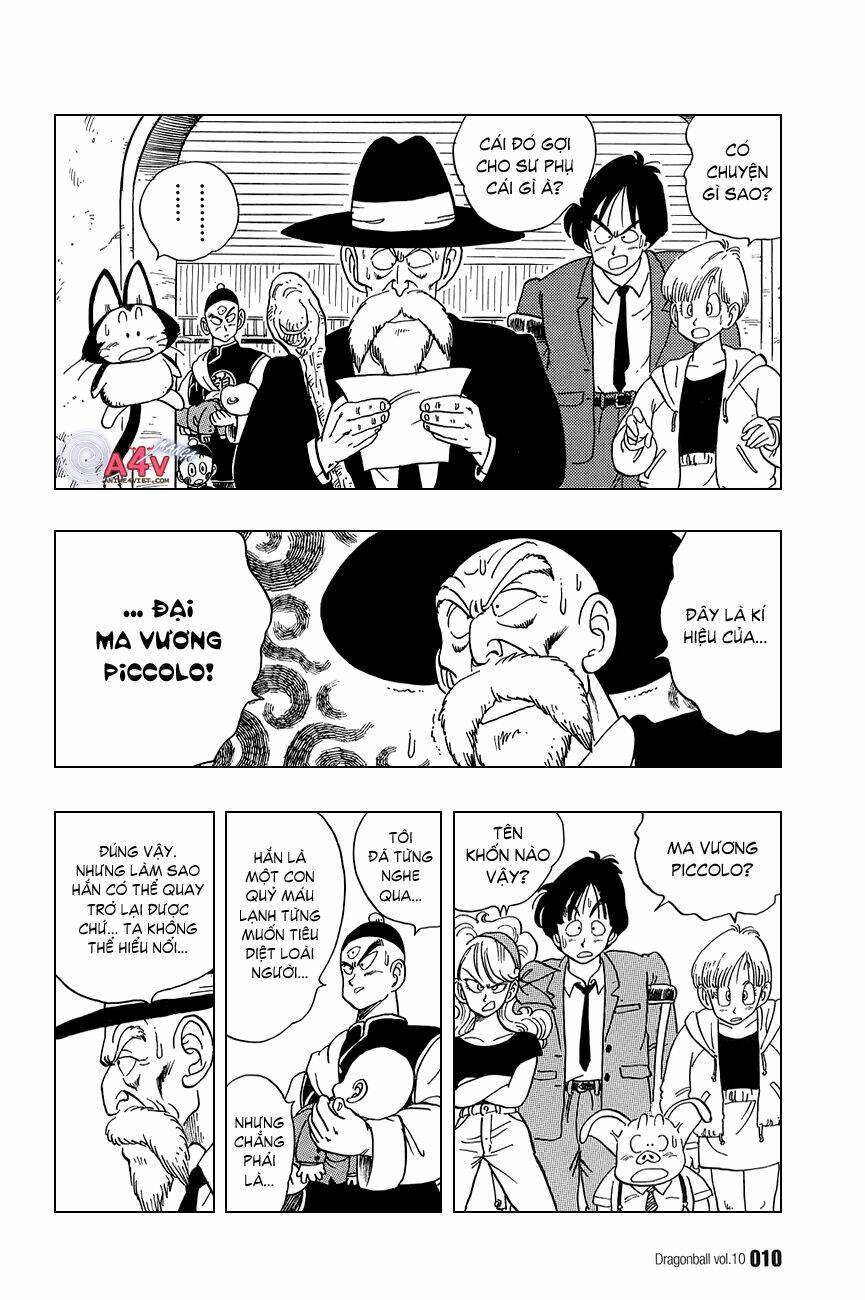 CÓ
CHUYỆN
GÌ SAO?
CÁI ĐÓ GỢI
CHO SƯ PHỤ
CÁI GÌ À?
A4V
ANIME4VIET.COM
ĐÂY LÀ KÍ
HIỆU CỦA...
... ĐẠI
MA VƯƠNG
PICCOLO!
MA VƯƠNG
PICCOLO?
TÊN
KHỐN NÀO
VẬY?
TÔI
ĐÃ TỪNG
NGHE
QUA...
HẮN LÀ
MỘT CON
QUỶ MÁU
LẠNH TỪNG
MUỐN TIÊU
DIỆT LOÀI
NGƯỜI...
NHƯNG
CHẲNG
PHẢI
LÀ...
ĐÚNG VẬY.
NHƯNG LÀM SAO
HẮN CÓ THỂ QUAY
TRỞ LẠI ĐƯỢC
CHỨ... TA KHÔNG
THỂ HIỂU NỔI...
Dragonball vol.10 010